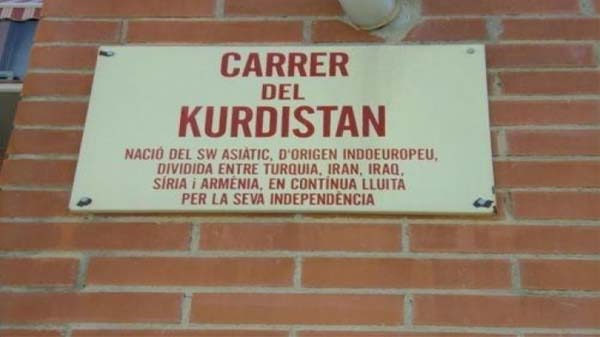 CARRER
DEL
KURDISTAN
NACIÓ DEL SW ASIÀTIC, D'ORIGEN INDOEUROPEU,
DIVIDIDA ENTRE TURQUIA, IRAN, IRAQ,
SÍRIA i ARMÈNIA, EN CONTÍNUA LLUITA
PER LA SEVA INDEPENDÈNCIA